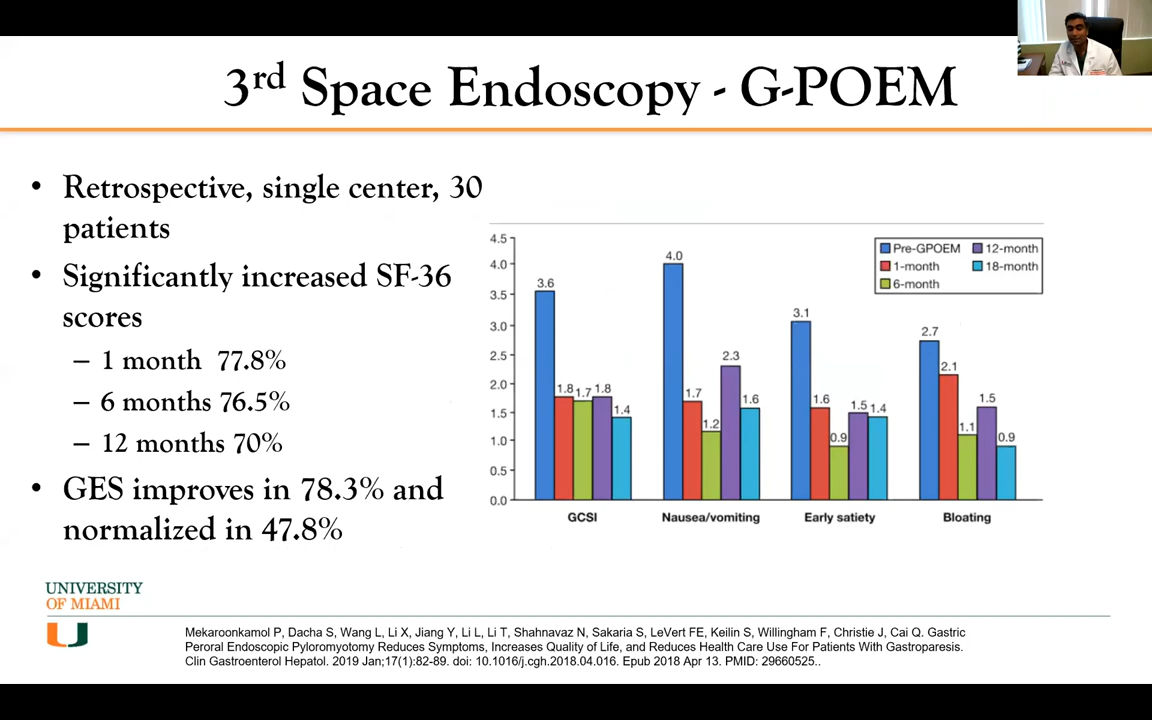 3rd Space Endoscopy - G-POEM
• Retrospective, single center, 30
patients
• Significantly increased SF-36
scores
– 1 month 77.8%
– 6 months 76.5%
– 12 months 70%
• GES improves in 78.3% and
normalized in 47.8%
4.5
4.0
3.5
3.0
2.5
2.0
1.5
1.0
0.5
0.0
Pre-GPOEM
1-month
6-month
12-month
18-month
3.6
1.8
1.7
1.8
1.4
4.0
1.7
1.2
2.3
1.6
3.1
1.6
0.9
1.5
1.4
2.7
2.1
1.1
1.5
0.9
GCSI
Nausea/vomiting
Early satiety
Bloating
UNIVERSITY
OF MIAMI
Mekaroonkamol P, Dacha S, Wang L, Li X, Jiang Y, Li L, Li T, Shahnavaz N, Sakaria S, LeVert FE, Keilin S, Willingham F, Christie J, Cai Q. Gastric
Peroral Endoscopic Pyloromyotomy Reduces Symptoms, Increases Quality of Life, and Reduces Health Care Use For Patients With Gastroparesis.
Clin Gastroenterol Hepatol. 2019 Jan;17(1):82-89. doi: 10.1016/j.cgh.2018.04.016. Epub 2018 Apr 13. PMID: 29660525..